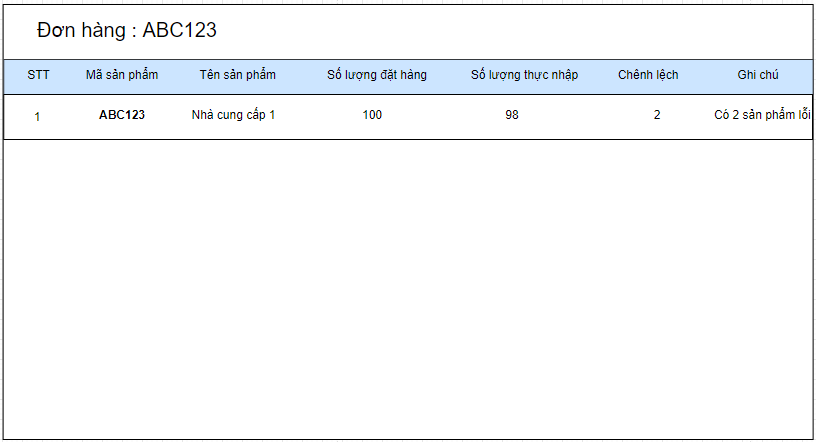 Đơn hàng : ABC123
STT Mã sản phẩm Tên sản phẩm Số lượng đặt hàng Số lượng thực nhập Chênh lệch Ghi chú
1 ABC123 Nhà cung cấp 1 100 98 2 Có 2 sản phẩm lỗi